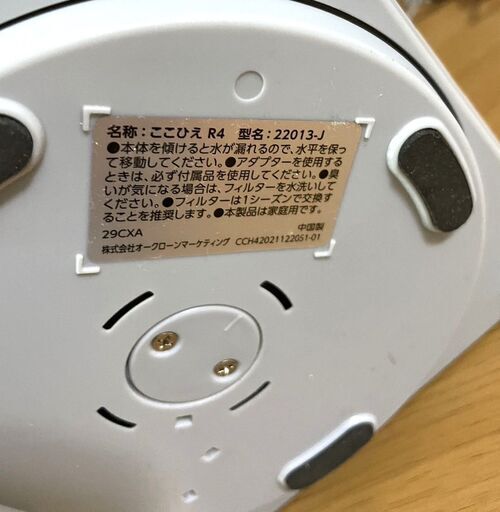 名称：ここひえ R4 型名：22013-J
●本体を傾けると水が漏れるので、水平を保っ
て移動してください。●アダプターを使用する
ときは、必ず付属品を使用してください。●臭
いが気になる場合は、フィルターを水洗いして
ください。●フィルターは1シーズンで交換す
ることを推奨します。●本製品は家庭用です。
29CXA 中国製
株式会社オークローンマーケティング CCH42021122051-01